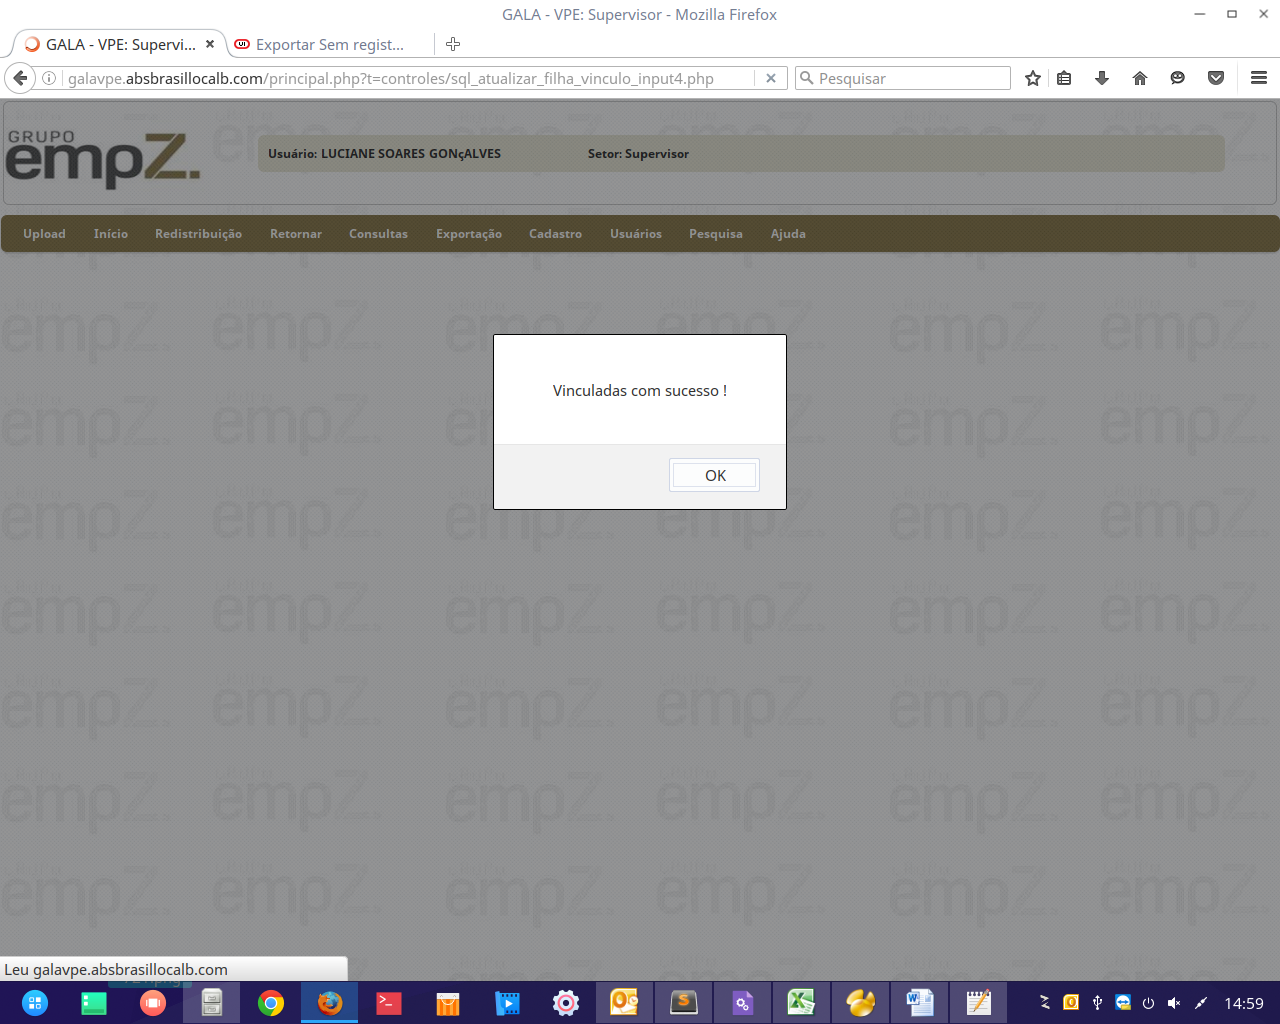 GALA - VPE: Supervisor - Mozilla Firefox
GALA - VPE: Supervi...
Exportar Sem regist...
galavpe.absbrasillocalb.com/principal.php?t=controles/sql_atualizar_filha_vinculo_input4.php
Pesquisar
GRUPO
empZ.
Usuário: LUCIANE SOARES GONçALVES
Setor: Supervisor
Upload
Início
Redistribuição
Retornar
Consultas
Exportação
Cadastro
Usuários
Pesquisa
Ajuda
Vinculadas com sucesso !
OK
Leu galavpe.absbrasillocalb.com
14:59